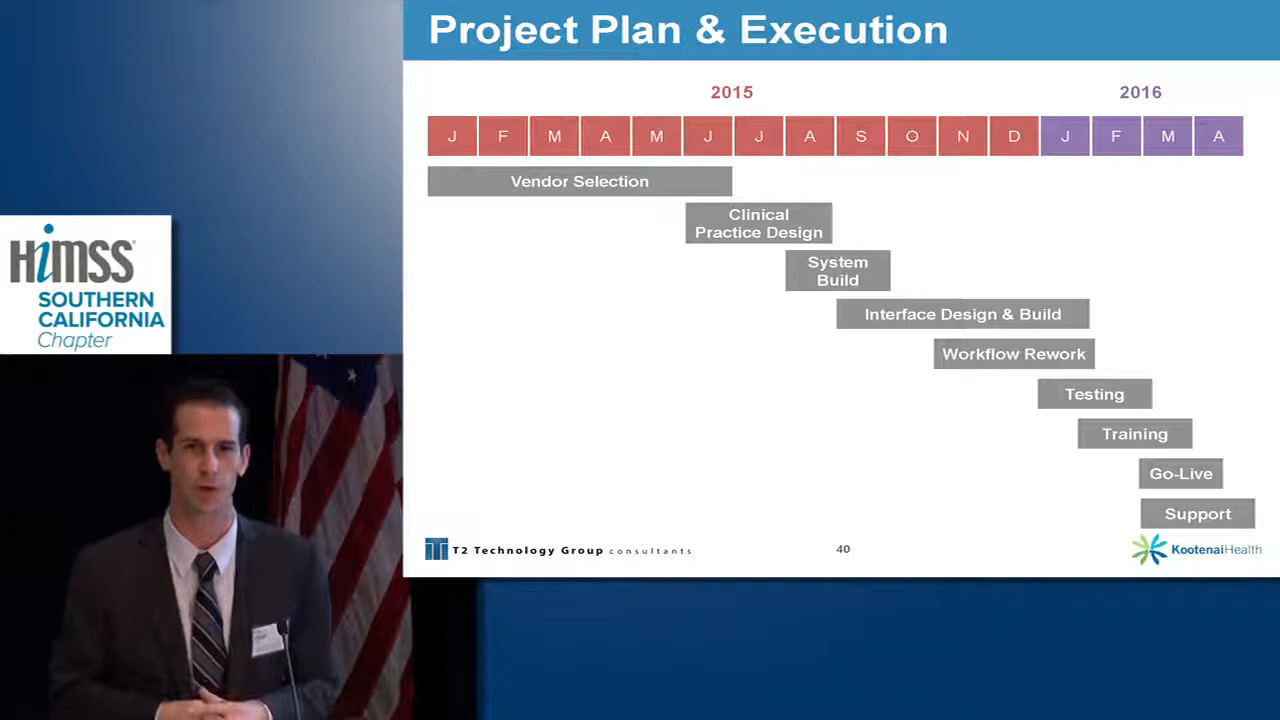 Project Plan & Execution
2015
2016
J F M A M J J A S O N D J F M A
Vendor Selection
Clinical
Practice Design
System
Build
Interface Design & Build
Workflow Rework
Testing
Training
Go-Live
Support
T2 Technology Group consultants
40
KootenaiHealth
HiMSS
SOUTHERN
CALIFORNIA
Chapter